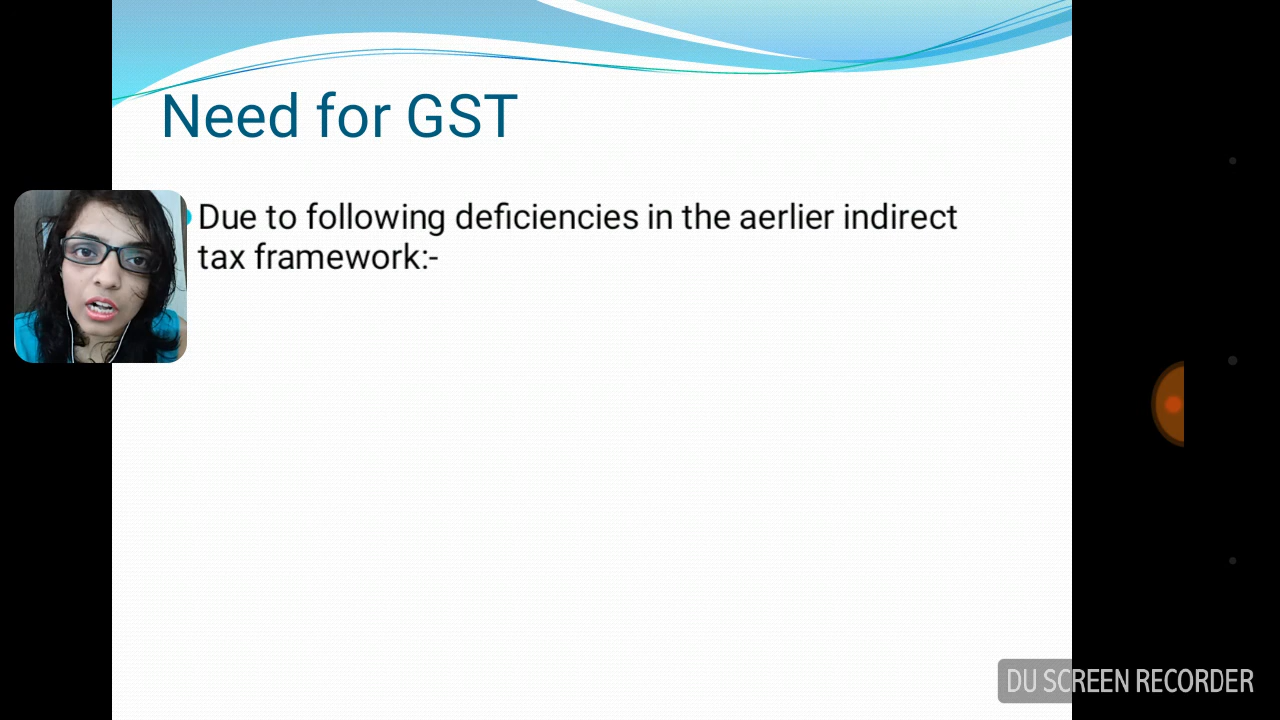 Need for GST
Due to following deficiencies in the aerlier indirect
tax framework:-
DU SCREEN RECORDER